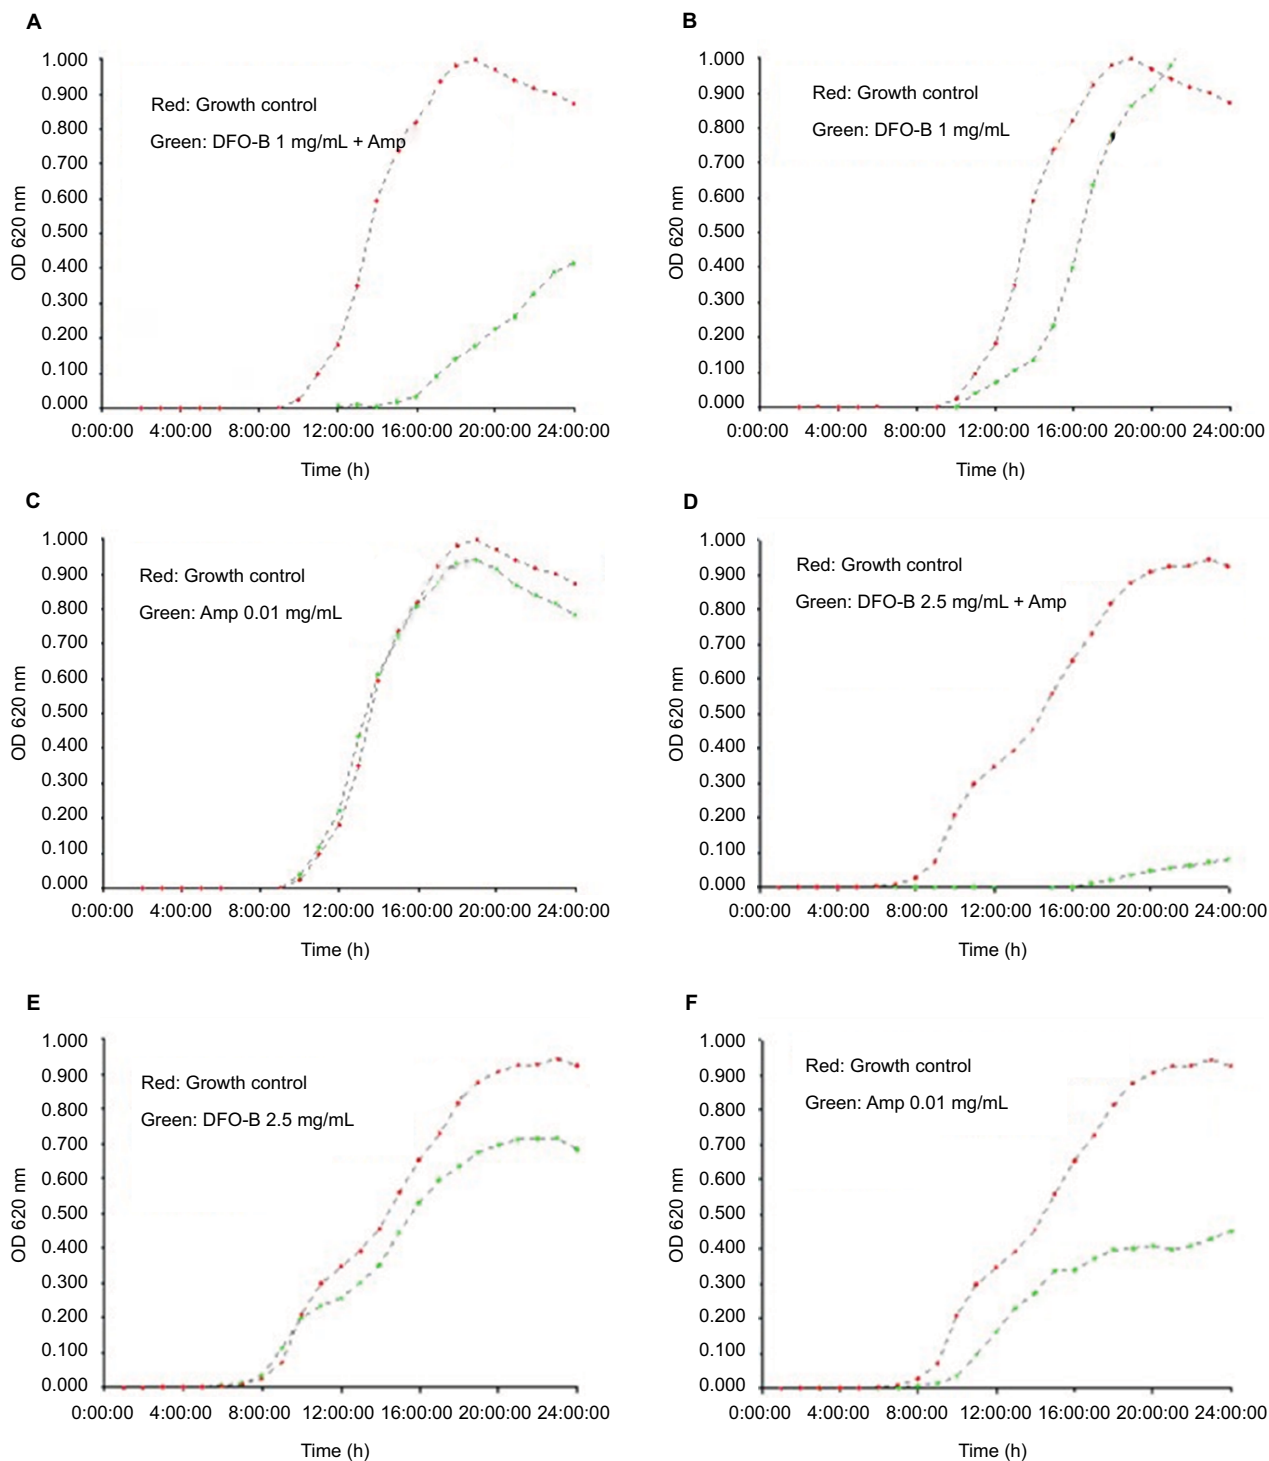 A
1.000
0.900
0.800
0.700
0.600
0.500
0.400
0.300
0.200
0.100
0.000
OD 620 nm
Red: Growth control
Green: DFO-B 1 mg/mL + Amp
0:00:00 4:00:00 8:00:00 12:00:00 16:00:00 20:00:00 24:00:00
Time (h)
B
1.000
0.900
0.800
0.700
0.600
0.500
0.400
0.300
0.200
0.100
0.000
OD 620 nm
Red: Growth control
Green: DFO-B 1 mg/mL
0:00:00 4:00:00 8:00:00 12:00:00 16:00:00 20:00:00 24:00:00
Time (h)
C
1.000
0.900
0.800
0.700
0.600
0.500
0.400
0.300
0.200
0.100
0.000
OD 620 nm
Red: Growth control
Green: Amp 0.01 mg/mL
0:00:00 4:00:00 8:00:00 12:00:00 16:00:00 20:00:00 24:00:00
Time (h)
D
1.000
0.900
0.800
0.700
0.600
0.500
0.400
0.300
0.200
0.100
0.000
OD 620 nm
Red: Growth control
Green: DFO-B 2.5 mg/mL + Amp
0:00:00 4:00:00 8:00:00 12:00:00 16:00:00 20:00:00 24:00:00
Time (h)
E
1.000
0.900
0.800
0.700
0.600
0.500
0.400
0.300
0.200
0.100
0.000
OD 620 nm
Red: Growth control
Green: DFO-B 2.5 mg/mL
0:00:00 4:00:00 8:00:00 12:00:00 16:00:00 20:00:00 24:00:00
Time (h)
F
1.000
0.900
0.800
0.700
0.600
0.500
0.400
0.300
0.200
0.100
0.000
OD 620 nm
Red: Growth control
Green: Amp 0.01 mg/mL
0:00:00 4:00:00 8:00:00 12:00:00 16:00:00 20:00:00 24:00:00
Time (h)